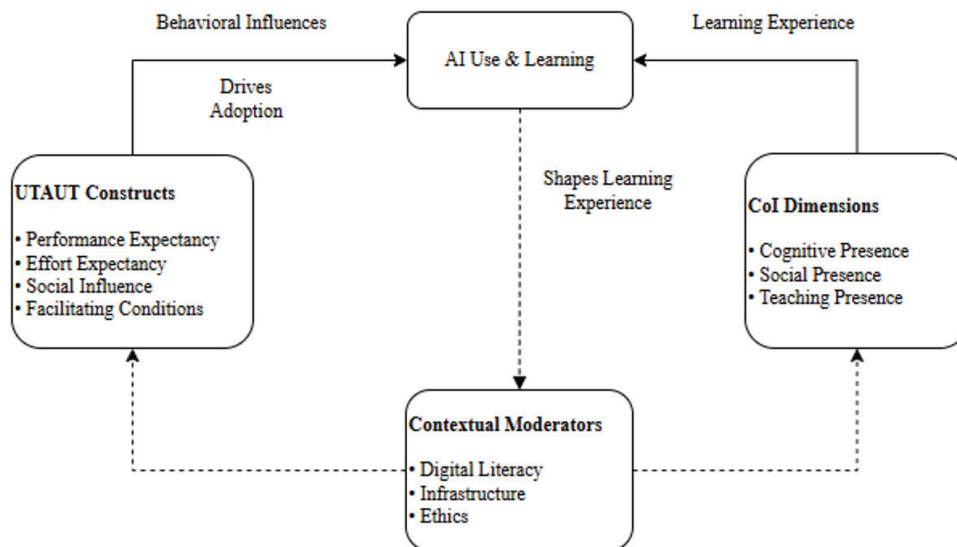 Behavioral Influences
Learning Experience
AI Use & Learning
Drives
Adoption
Shapes Learning
Experience
UTAUT Constructs
• Performance Expectancy
• Effort Expectancy
• Social Influence
• Facilitating Conditions
CoI Dimensions
• Cognitive Presence
• Social Presence
• Teaching Presence
Contextual Moderators
• Digital Literacy
• Infrastructure
• Ethics